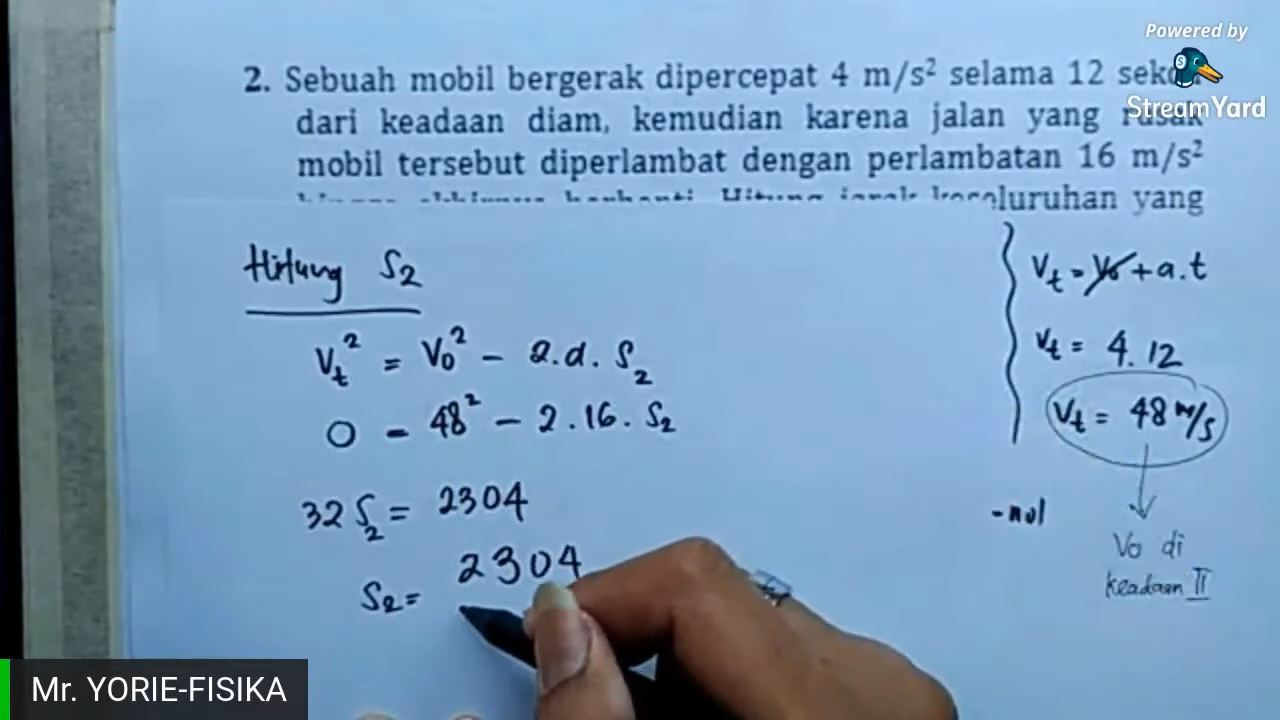 Powered by
StreamYard
2. Sebuah mobil bergerak dipercepat 4 m/s² selama 12
dari keadaan diam, kemudian karena jalan yang rusak
mobil tersebut diperlambat dengan perlambatan 16 m/s²
keseluruhan yang
Hitung S₂
Vt² = V₀² - 2.d. S₂
0 = 48² - 2.16. S₂
32 S₂ = 2304
S₂ = 2304
Vt = V₀ + a.t
Vt = 4.12
Vt = 48 m/s
- nol
Vo di
keadaan II
Mr. YORIE-FISIKA